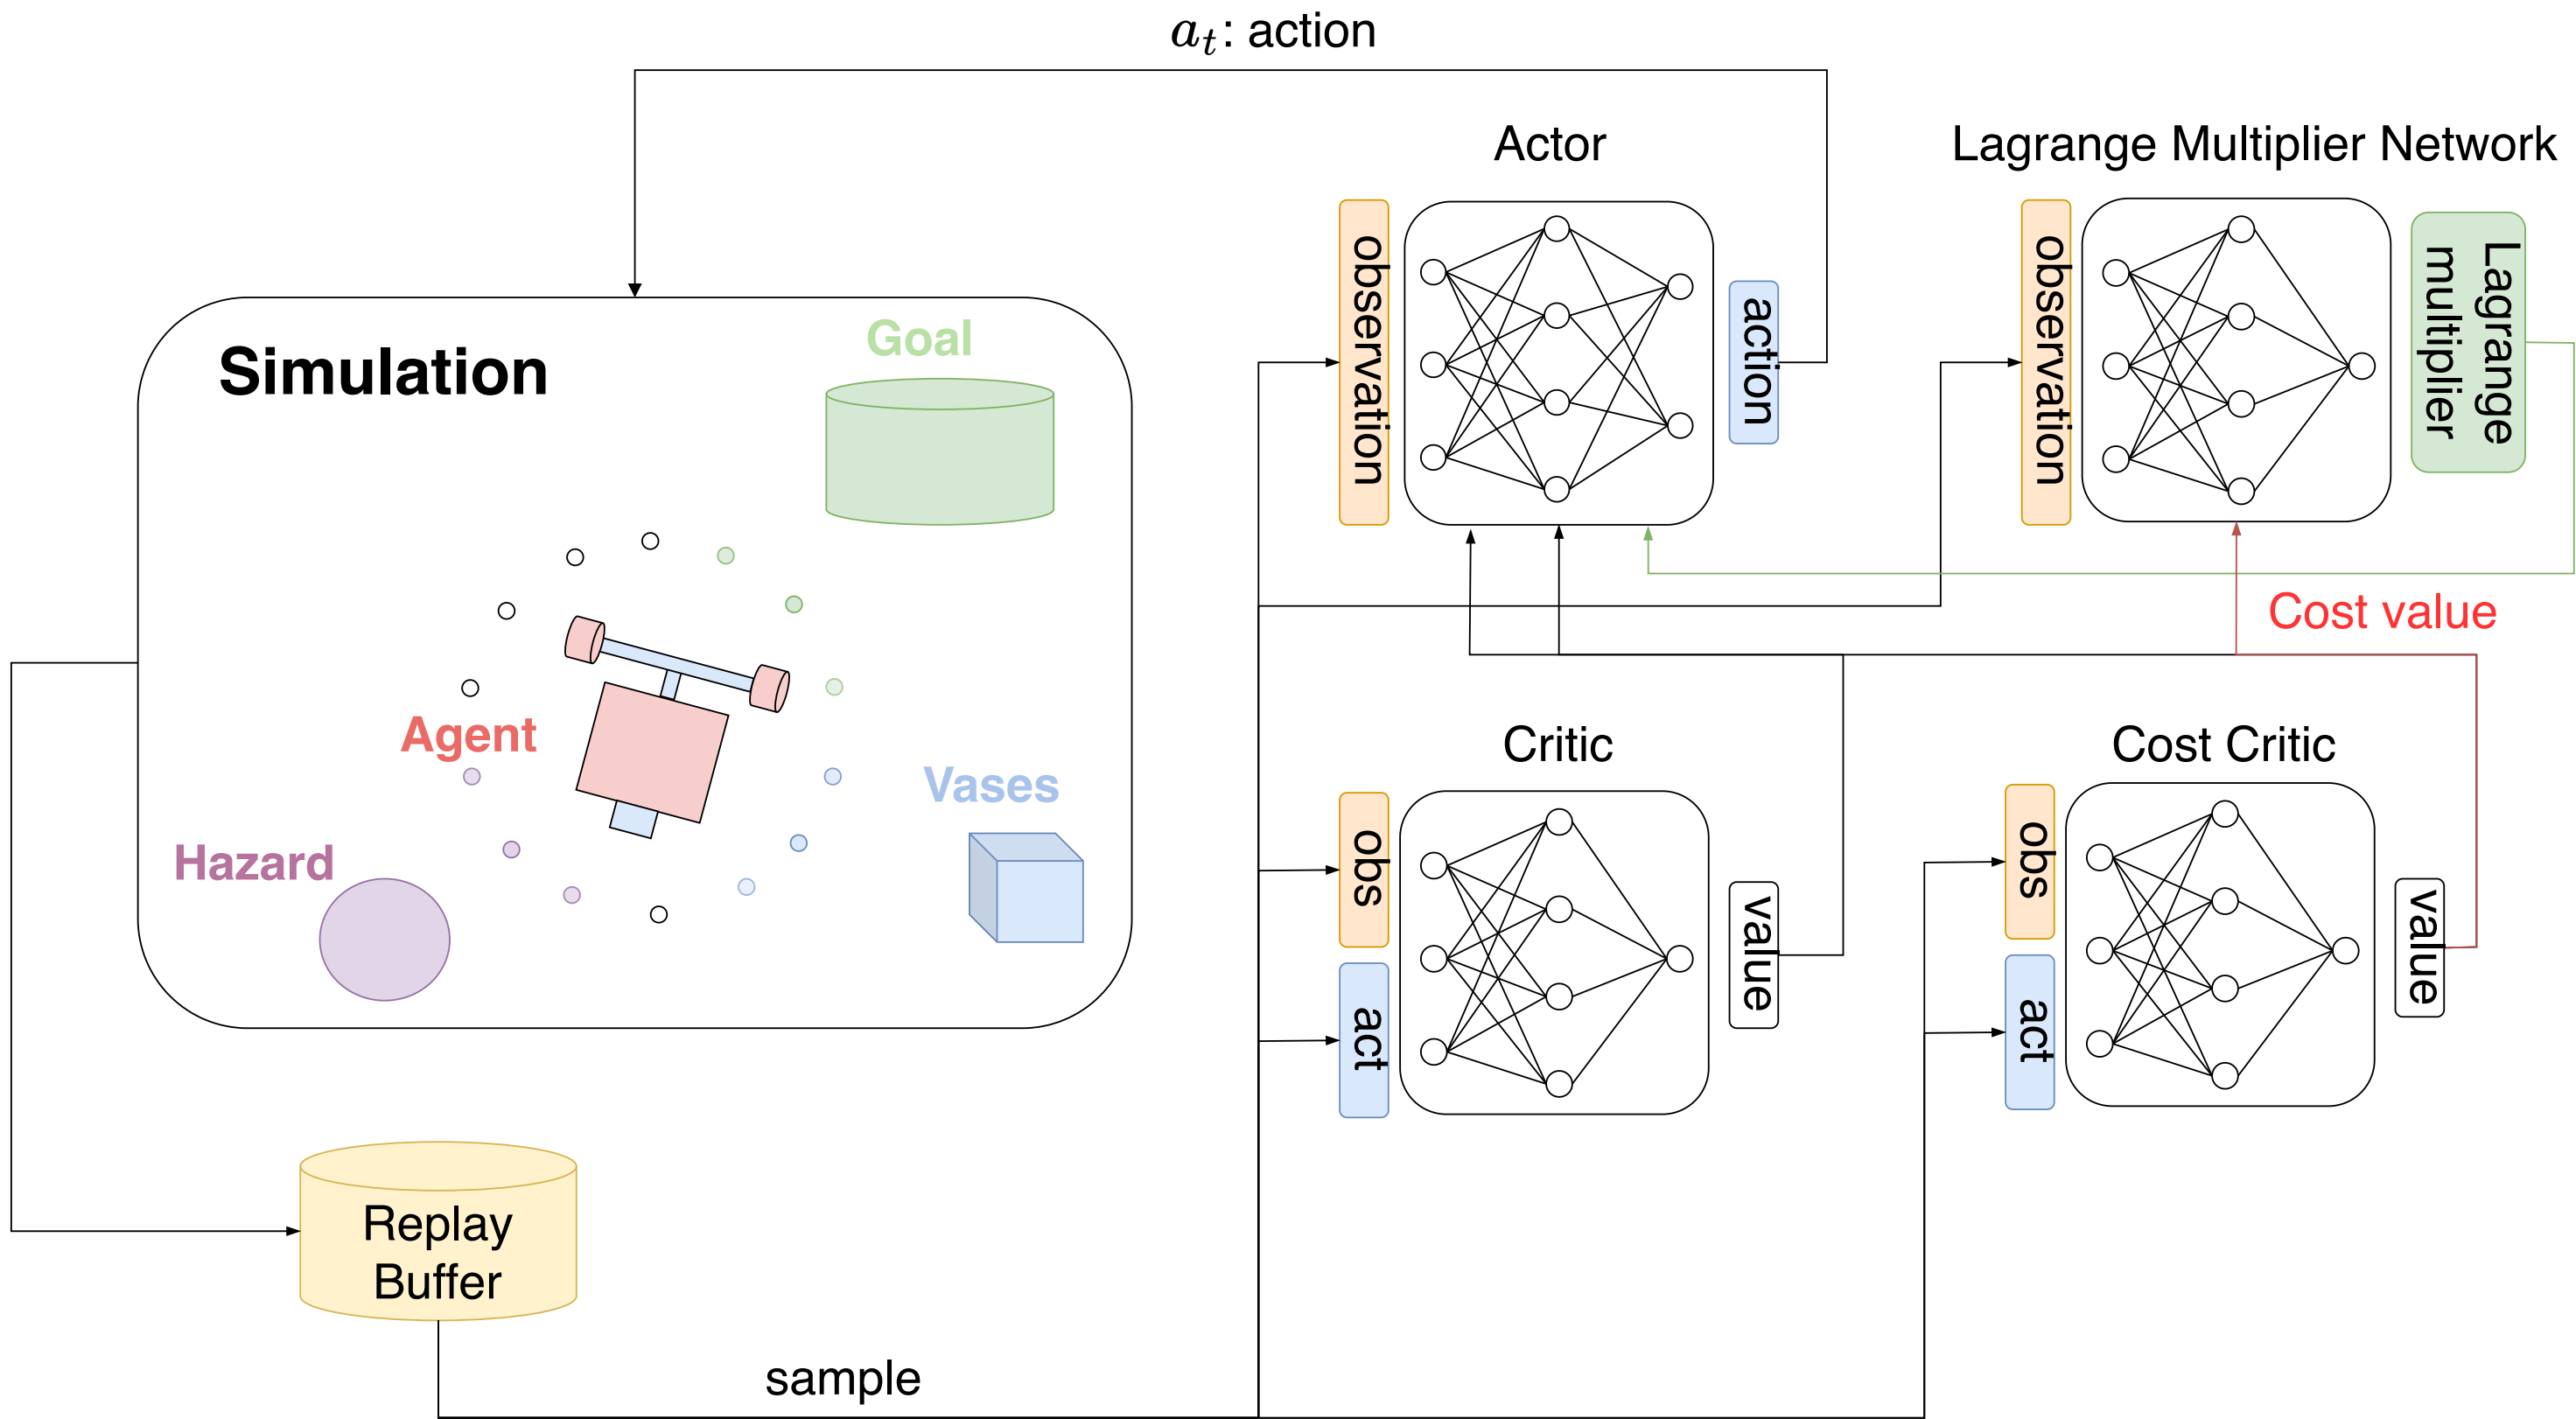 a_t: action
Actor
Lagrange Multiplier Network
observation
action
observation
Lagrange
multiplier
Simulation
Goal
Agent
Vases
Hazard
Cost value
Critic
Cost Critic
obs
act
value
obs
act
value
Replay
Buffer
sample